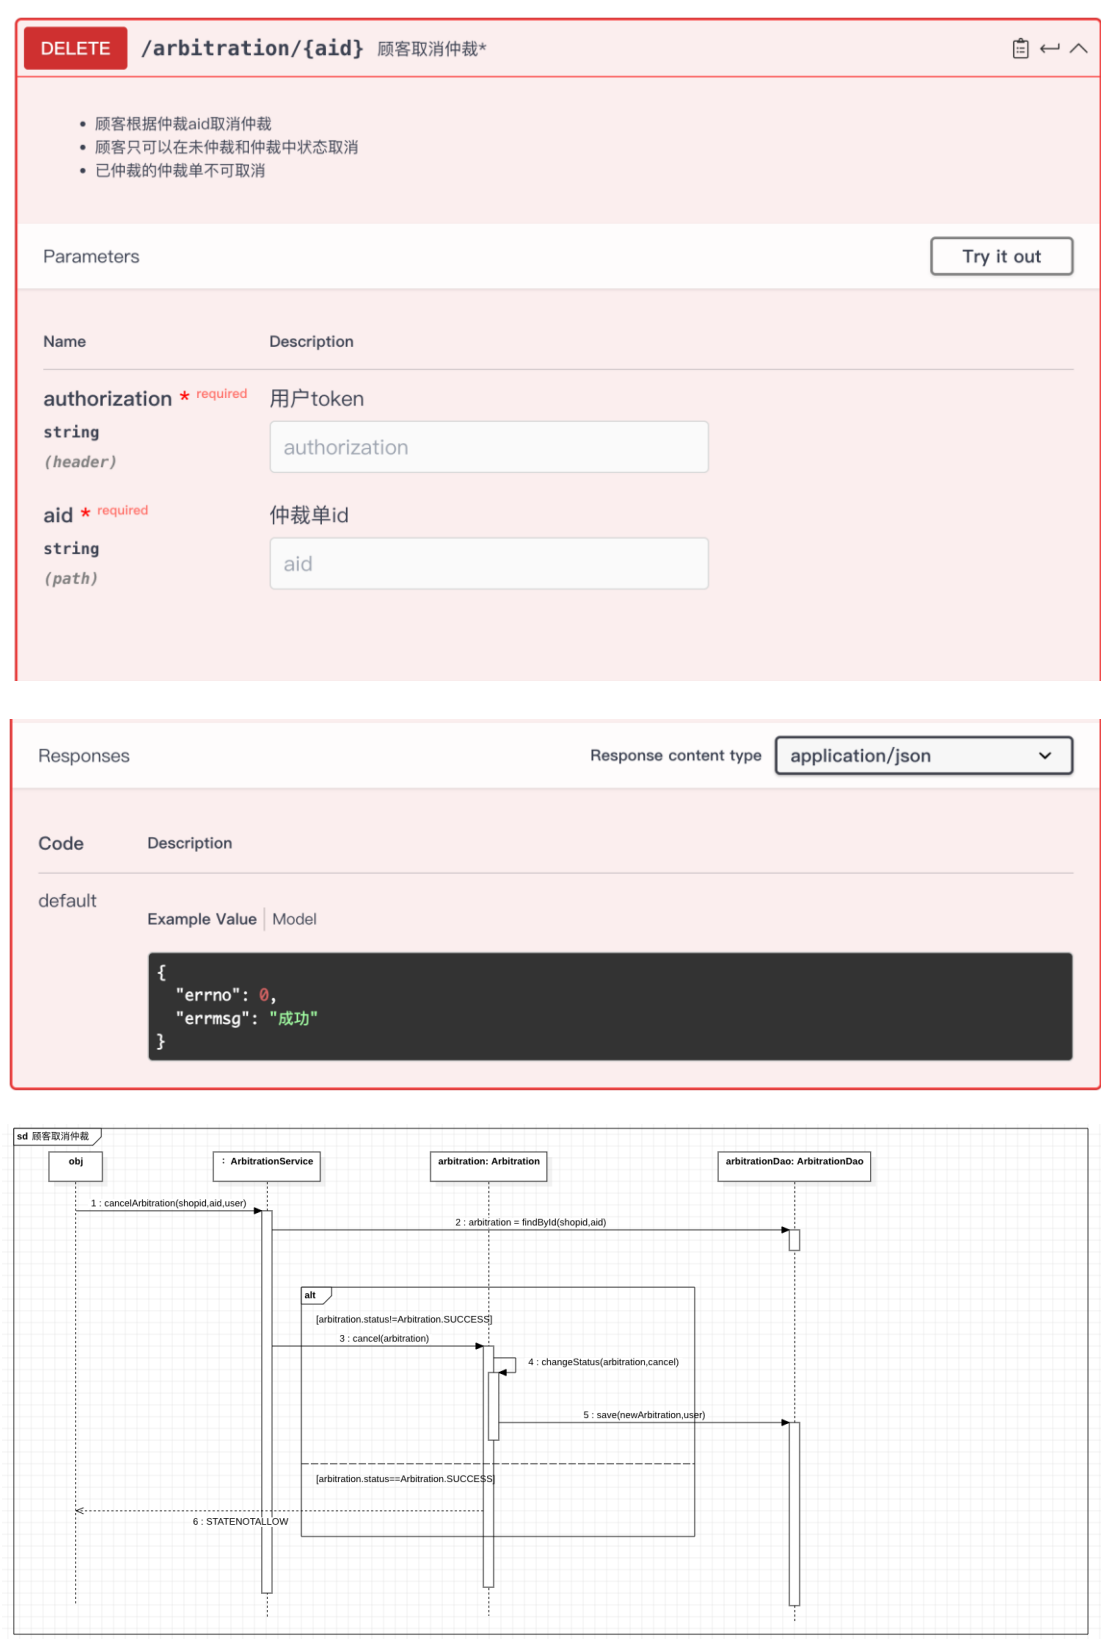 DELETE /arbitration/{aid} 顾客取消仲裁*
顾客根据仲裁aid取消仲裁
顾客只可以在未仲裁和仲裁中状态取消
已仲裁的仲裁单不可取消
Parameters Try it out
Name Description
authorization * required 用户token
string authorization
(header)
aid * required 仲裁单id
string aid
(path)
Responses Response content type application/json
Code Description
default
Example Value Model
{
"errno": 0,
"errmsg": "成功"
}
sd 顾客取消仲裁
obj : ArbitrationService arbitration: Arbitration arbitrationDao: ArbitrationDao
1 : cancelArbitration(shopid,aid,user)
2 : arbitration = findById(shopid,aid)
alt
[arbitration.status!=Arbitration.SUCCESS]
3 : cancel(arbitration)
4 : changeStatus(arbitration,cancel)
5 : save(newArbitration,user)
[arbitration.status==Arbitration.SUCCESS]
6 : STATENOTALLOW